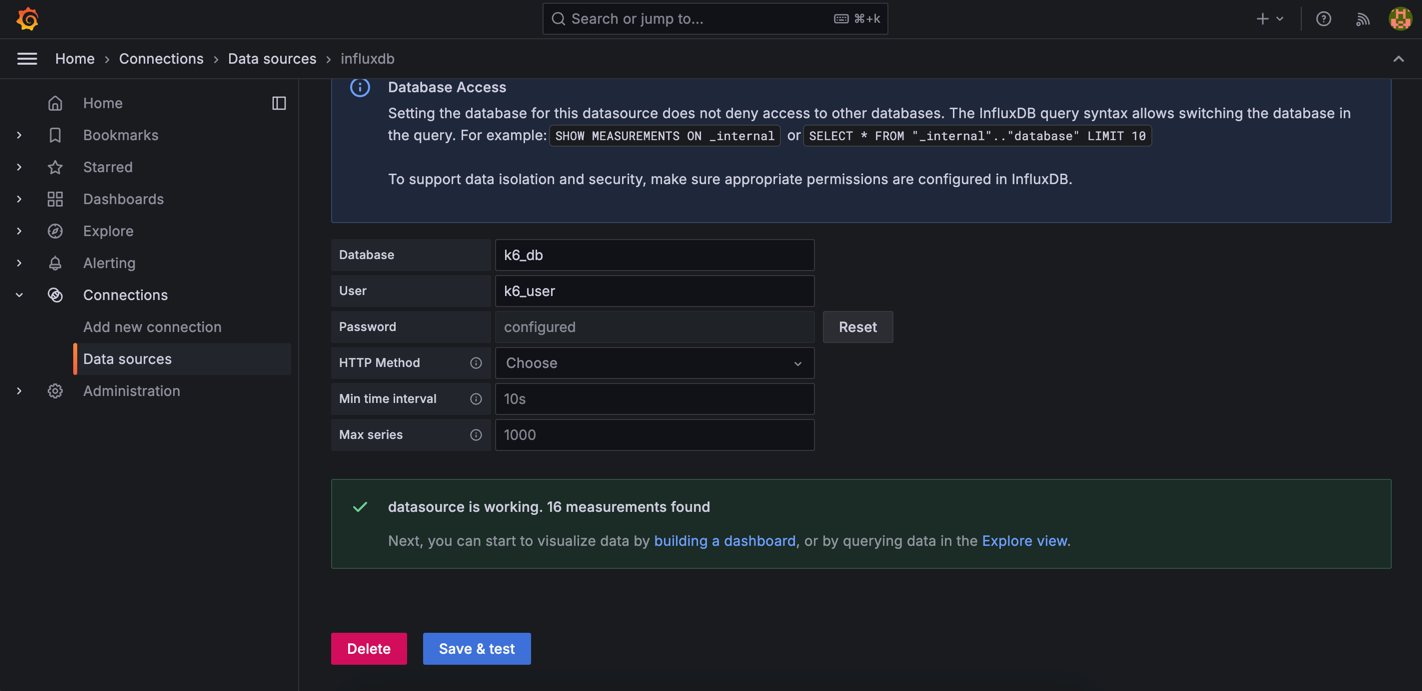 Search or jump to...
⌘+k
Home › Connections › Data sources › influxdb
Home
Bookmarks
Starred
Dashboards
Explore
Alerting
Connections
Add new connection
Data sources
Administration
Database Access
Setting the database for this datasource does not deny access to other databases. The InfluxDB query syntax allows switching the database in
the query. For example: SHOW MEASUREMENTS ON _internal or SELECT * FROM "_internal".."database" LIMIT 10
To support data isolation and security, make sure appropriate permissions are configured in InfluxDB.
Database k6_db
User k6_user
Password configured Reset
HTTP Method Choose
Min time interval 10s
Max series 1000
datasource is working. 16 measurements found
Next, you can start to visualize data by building a dashboard, or by querying data in the Explore view.
Delete Save & test